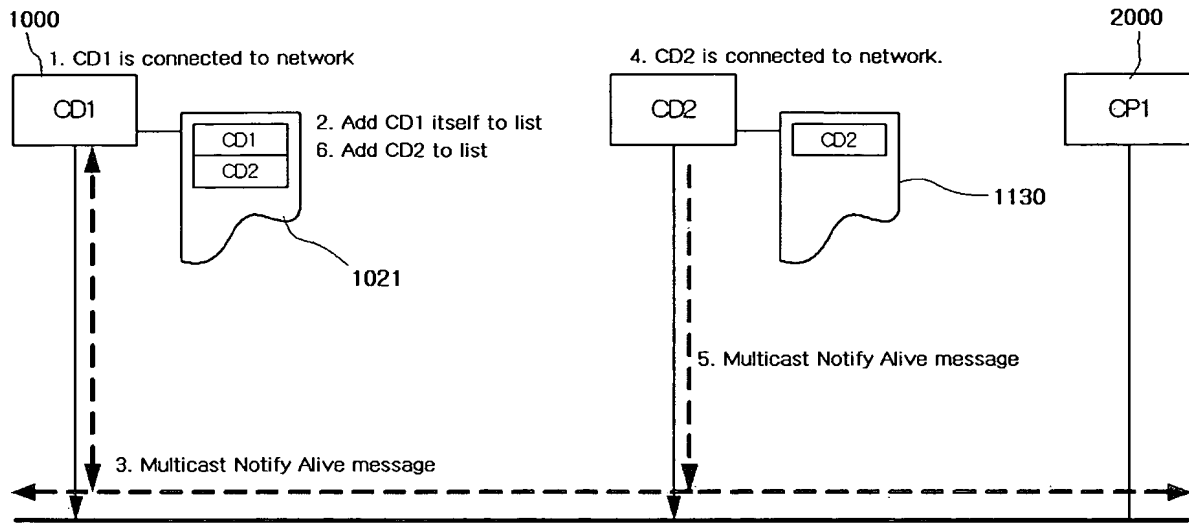 1000
1. CD1 is connected to network
CD1
2. Add CD1 itself to list
6. Add CD2 to list
CD1
CD2
1021
4. CD2 is connected to network.
CD2
CD2
1130
2000
CP1
5. Multicast Notify Alive message
3. Multicast Notify Alive message